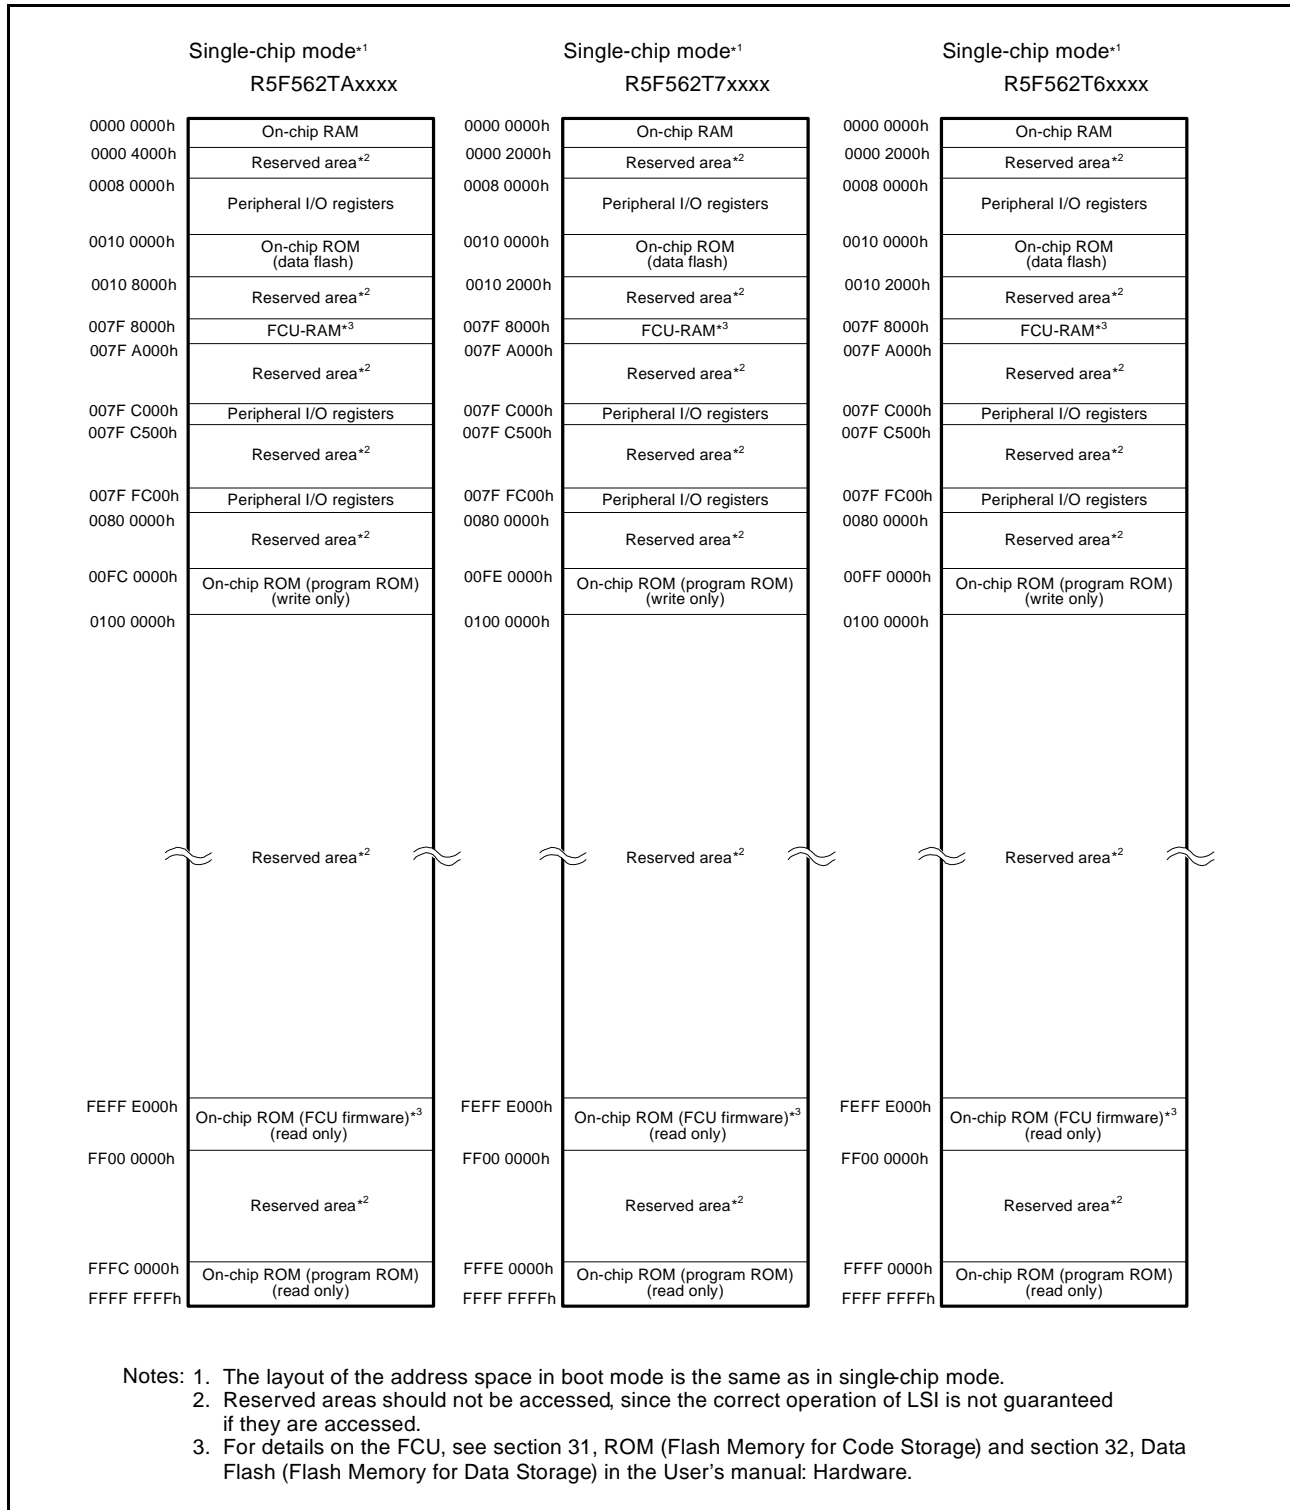 Single-chip mode*1
R5F562TAxxxx
0000 0000h
On-chip RAM
0000 4000h
Reserved area*2
0008 0000h
Peripheral I/O registers
0010 0000h
On-chip ROM
(data flash)
0010 8000h
Reserved area*2
007F 8000h
FCU-RAM*3
007F A000h
Reserved area*2
007F C000h
Peripheral I/O registers
007F C500h
Reserved area*2
007F FC00h
Peripheral I/O registers
0080 0000h
Reserved area*2
00FC 0000h
On-chip ROM (program ROM)
(write only)
0100 0000h
Reserved area*2
FEFF E000h
On-chip ROM (FCU firmware)*3
(read only)
FF00 0000h
Reserved area*2
FFFC 0000h
On-chip ROM (program ROM)
(read only)
FFFF FFFFh
Single-chip mode*1
R5F562T7xxxx
0000 0000h
On-chip RAM
0000 2000h
Reserved area*2
0008 0000h
Peripheral I/O registers
0010 0000h
On-chip ROM
(data flash)
0010 2000h
Reserved area*2
007F 8000h
FCU-RAM*3
007F A000h
Reserved area*2
007F C000h
Peripheral I/O registers
007F C500h
Reserved area*2
007F FC00h
Peripheral I/O registers
0080 0000h
Reserved area*2
00FE 0000h
On-chip ROM (program ROM)
(write only)
0100 0000h
Reserved area*2
FEFF E000h
On-chip ROM (FCU firmware)*3
(read only)
FF00 0000h
Reserved area*2
FFFE 0000h
On-chip ROM (program ROM)
(read only)
FFFF FFFFh
Single-chip mode*1
R5F562T6xxxx
0000 0000h
On-chip RAM
0000 2000h
Reserved area*2
0008 0000h
Peripheral I/O registers
0010 0000h
On-chip ROM
(data flash)
0010 2000h
Reserved area*2
007F 8000h
FCU-RAM*3
007F A000h
Reserved area*2
007F C000h
Peripheral I/O registers
007F C500h
Reserved area*2
007F FC00h
Peripheral I/O registers
0080 0000h
Reserved area*2
00FF 0000h
On-chip ROM (program ROM)
(write only)
0100 0000h
Reserved area*2
FEFF E000h
On-chip ROM (FCU firmware)*3
(read only)
FF00 0000h
Reserved area*2
FFFF 0000h
On-chip ROM (program ROM)
(read only)
FFFF FFFFh
Notes: 1. The layout of the address space in boot mode is the same as in single-chip mode.
2. Reserved areas should not be accessed, since the correct operation of LSI is not guaranteed
if they are accessed.
3. For details on the FCU, see section 31, ROM (Flash Memory for Code Storage) and section 32, Data
Flash (Flash Memory for Data Storage) in the User's manual: Hardware.